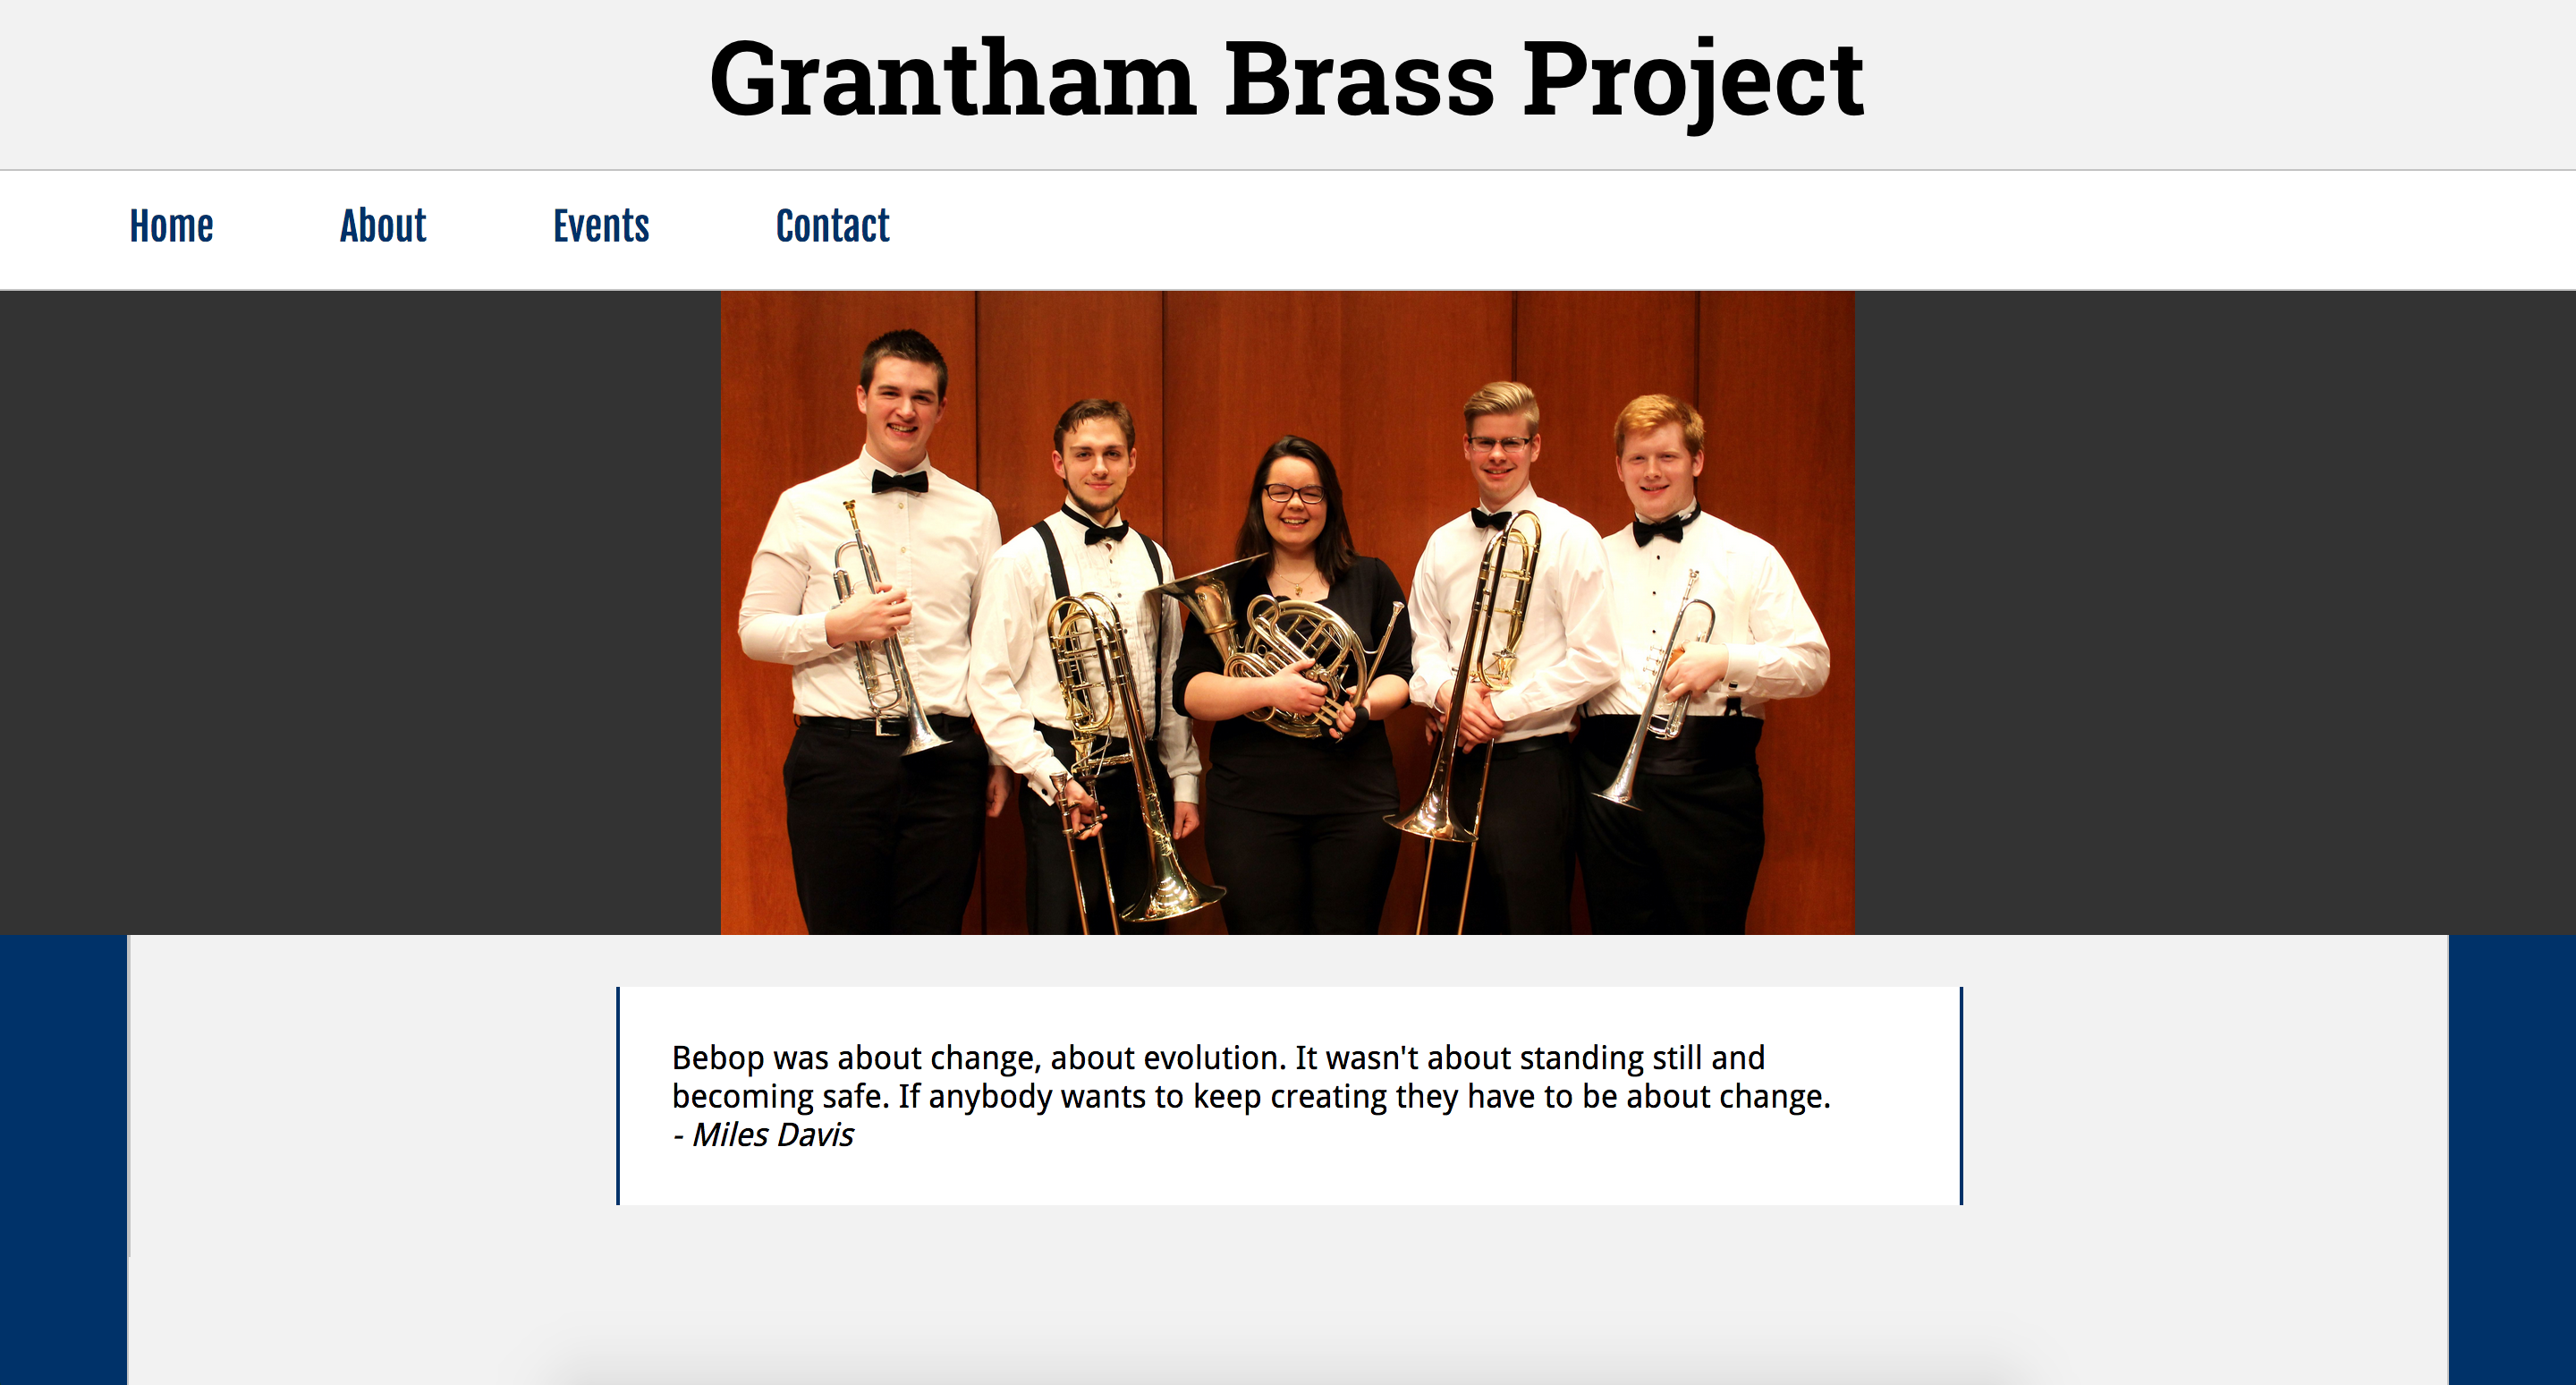 Grantham Brass Project
Home About Events Contact
Bebop was about change, about evolution. It wasn't about standing still and
becoming safe. If anybody wants to keep creating they have to be about change.
- Miles Davis